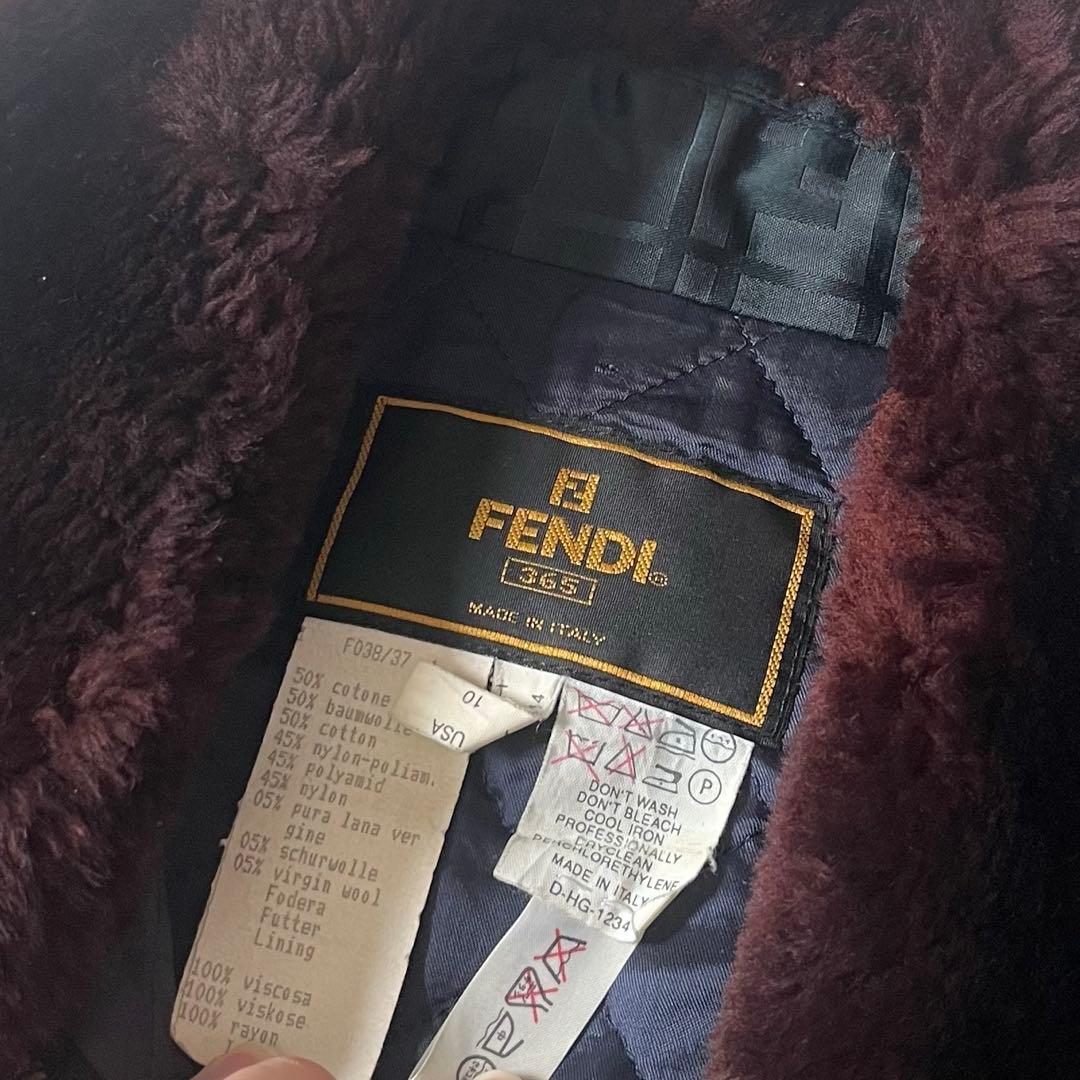 FENDI®
365
MADE IN ITALY
F038/37
50% cotone
50% baumwolle
50% cotton
45% nylon-poliam.
45% polyamid
45% nylon
05% pura lana ver
gine
05% schurwolle
05% virgin wool
Fodera
Futter
Lining
100% viscosa
100% viskose
100% rayon
USA
10
I
4
P
DON'T WASH
DON'T BLEACH
COOL IRON
PROFESSIONALLY
DRYCLEAN
PERCHLORETHYLENE
MADE IN ITALY
D-HG-1234